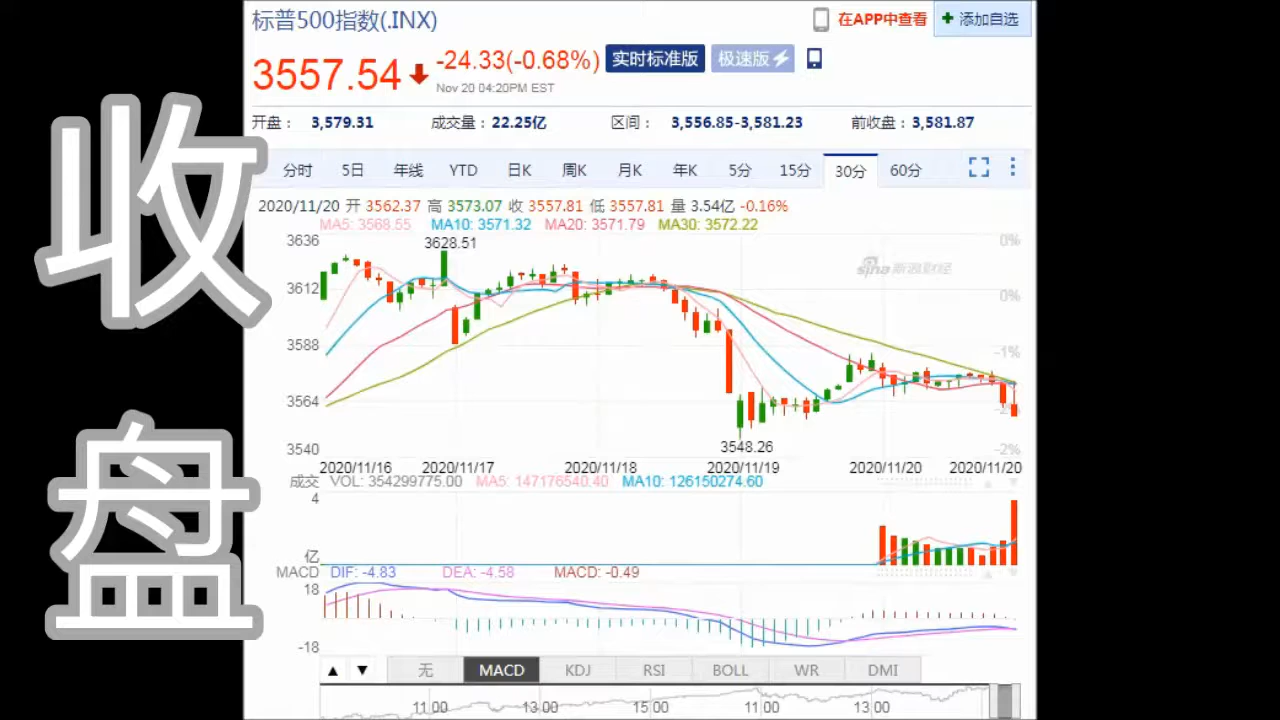 收盘
标普500指数(.INX)
在APP中查看
+ 添加自选
3557.54
-24.33(-0.68%)
实时标准版
极速版
Nov 20 04:20PM EST
开盘： 3,579.31 成交量：22.25亿 区间： 3,556.85-3,581.23 前收盘：3,581.87
分时 5日 年线 YTD 日K 周K 月K 年K 5分 15分 30分 60分
2020/11/20 开 3562.37 高 3573.07 收 3557.81 低 3557.81 量 3.54亿 -0.16%
MA5: 3568.55 MA10: 3571.32 MA20: 3571.79 MA30: 3572.22
3636 3628.51 0%
sina 新浪财经
3612 0%
3588 -1%
3564 -2%
3548.26
3540 -2%
2020/11/16 2020/11/17 2020/11/18 2020/11/19 2020/11/20 2020/11/20
成交 VOL: 354299775.00 MA5: 147176540.40 MA10: 126150274.60
4
亿
MACD DIF: -4.83 DEA: -4.58 MACD: -0.49
18
-18
▲ ▼ 无 MACD KDJ RSI BOLL WR DMI
11:00 13:00 15:00 11:00 13:00